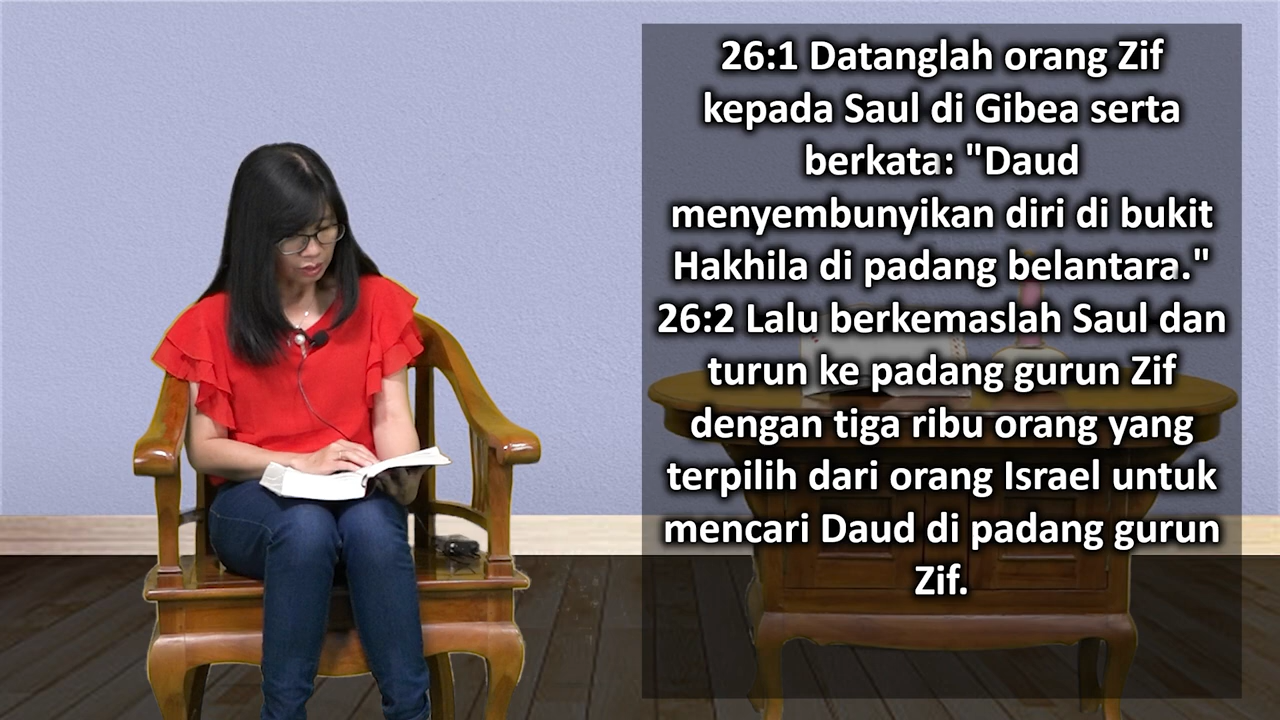 26:1 Datanglah orang Zif
kepada Saul di Gibea serta
berkata: "Daud
menyembunyikan diri di bukit
Hakhila di padang belantara."
26:2 Lalu berkemaslah Saul dan
turun ke padang gurun Zif
dengan tiga ribu orang yang
terpilih dari orang Israel untuk
mencari Daud di padang gurun
Zif.